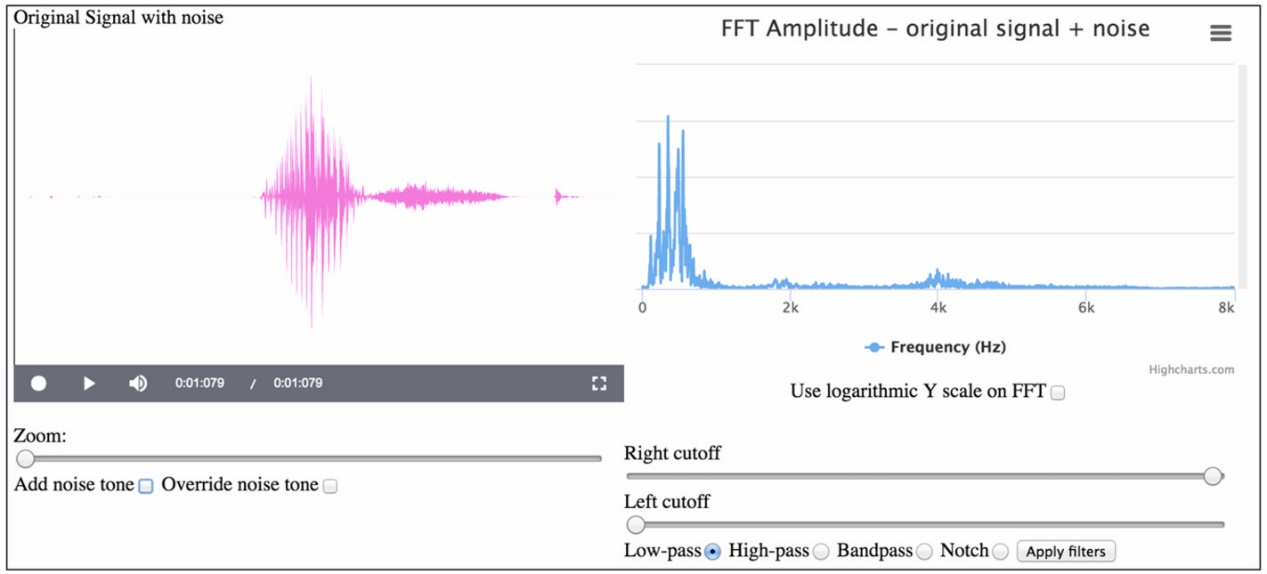 Original Signal with noise
FFT Amplitude – original signal + noise
0 2k 4k 6k 8k
Frequency (Hz)
Highcharts.com
0:01:079 / 0:01:079
Use logarithmic Y scale on FFT
Zoom:
Add noise tone Override noise tone
Right cutoff
Left cutoff
Low-pass High-pass Bandpass Notch Apply filters